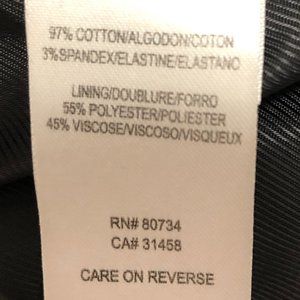 97% COTTON/ALGODON/COTON
3%SPANDEX/ELASTINE/ELASTANO
LINING/DOUBLURE/FORRO
55% POLYESTER/POLIESTER
45% VISCOSE/VISCOSO/VISQUEUX
RN# 80734
CA# 31458
CARE ON REVERSE